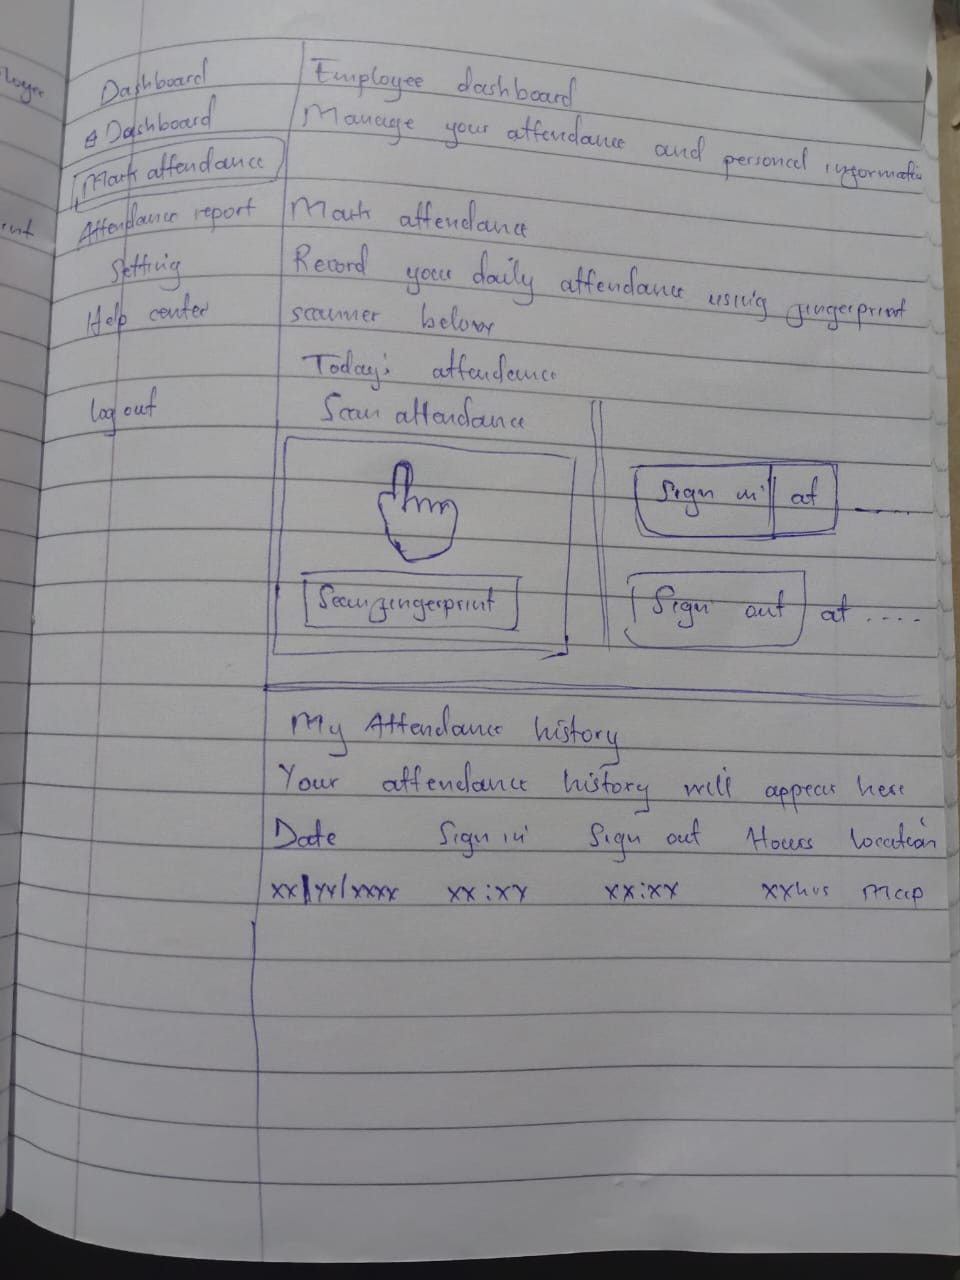 Dashboard
Dashboard
Mark attendance
Attendance report
Setting
Help center
Log out
Employee dashboard
Manage your attendance and personal informati
Mark attendance
Record your daily attendance using fingerprint
scanner below
Today's attendance
Scan attendance
Scan fingerprint
Sign in at ......
Sign out at ....
My Attendance history
Your attendance history will appear here
Date Sign in Sign out Hours location
xx/yy/xxxx xx:xx xx:xx xxhrs Map